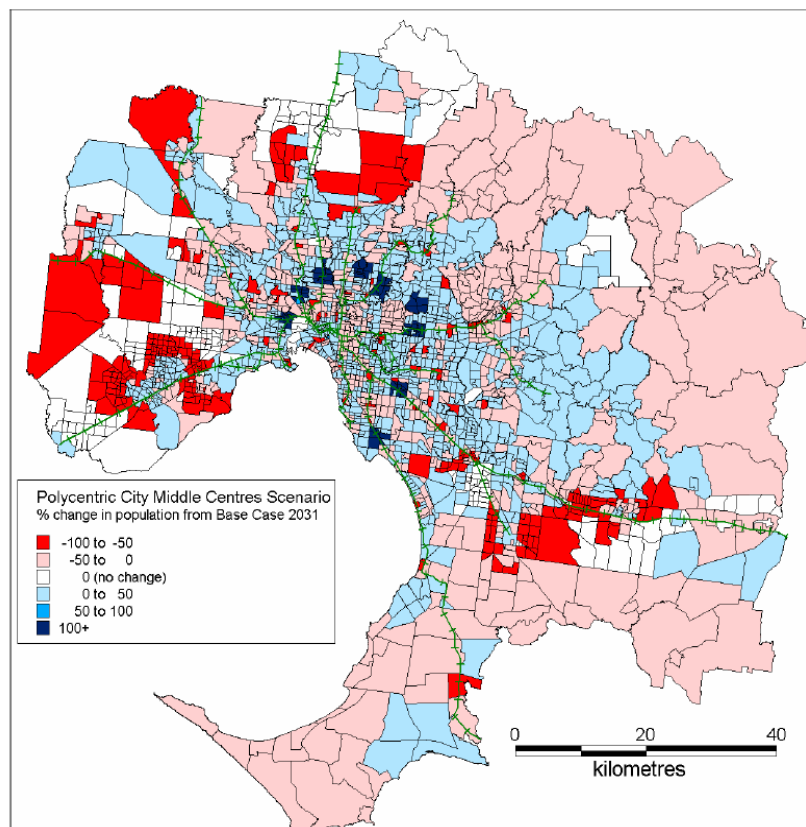 Polycentric City Middle Centres Scenario
% change in population from Base Case 2031
-100 to -50
-50 to 0
0 (no change)
0 to 50
50 to 100
100+
0 20 40
kilometres